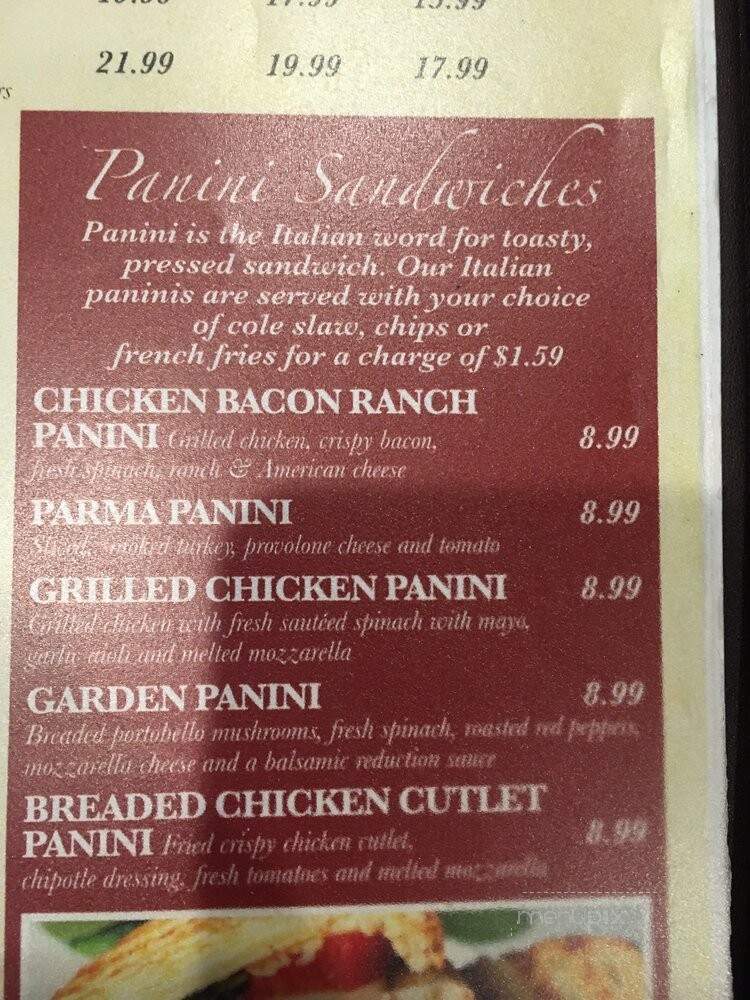 21.99 19.99 17.99
rs
Panini Sandwiches
Panini is the Italian word for toasty,
pressed sandwich. Our Italian
paninis are served with your choice
of cole slaw, chips or
french fries for a charge of $1.59
CHICKEN BACON RANCH
PANINI Grilled chicken, crispy bacon, 8.99
fresh spinach, ranch & American cheese
PARMA PANINI 8.99
Sliced, smoked turkey, provolone cheese and tomato
GRILLED CHICKEN PANINI 8.99
Grilled chicken with fresh sautéed spinach with mayo,
garlic aioli and melted mozzarella
GARDEN PANINI 8.99
Breaded portobello mushrooms, fresh spinach, roasted red peppers,
mozzarella cheese and a balsamic reduction sauce
BREADED CHICKEN CUTLET
PANINI Fried crispy chicken cutlet, 8.99
chipotle dressing, fresh tomatoes and melted mozzarella